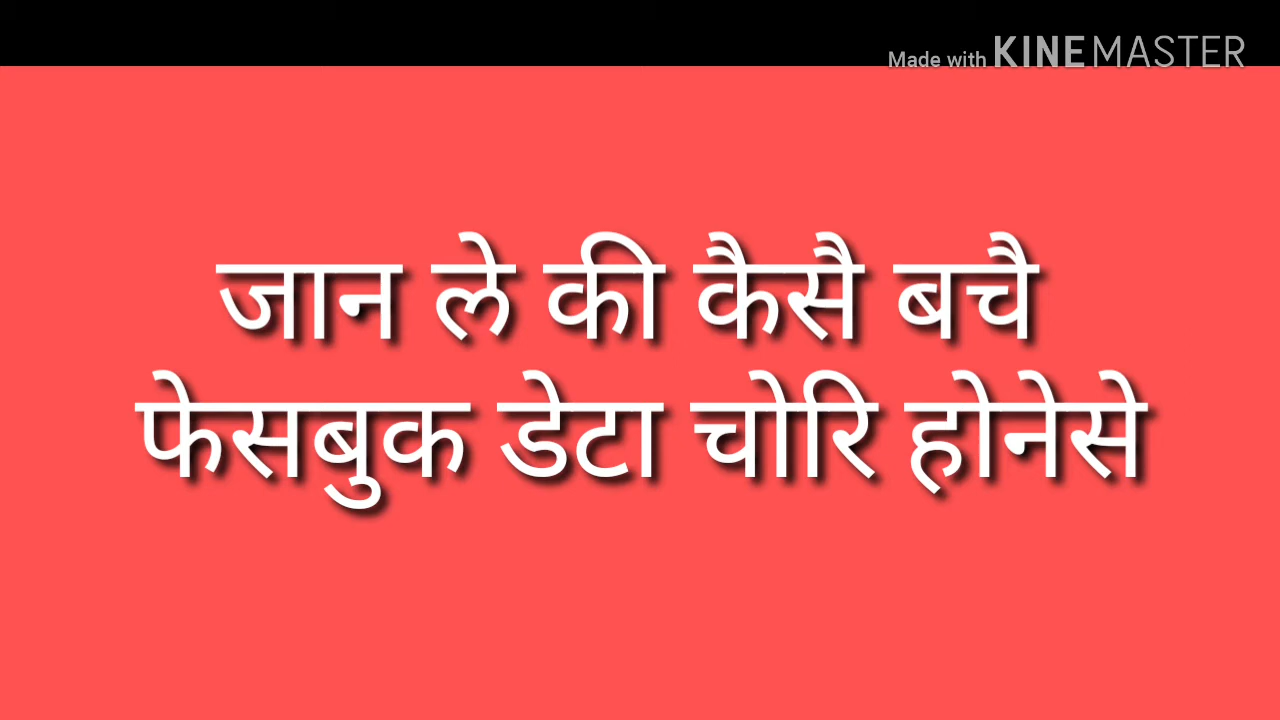 Made with KINEMASTER
जान ले की कैसै बचै
फेसबुक डेटा चोरि होनेसे